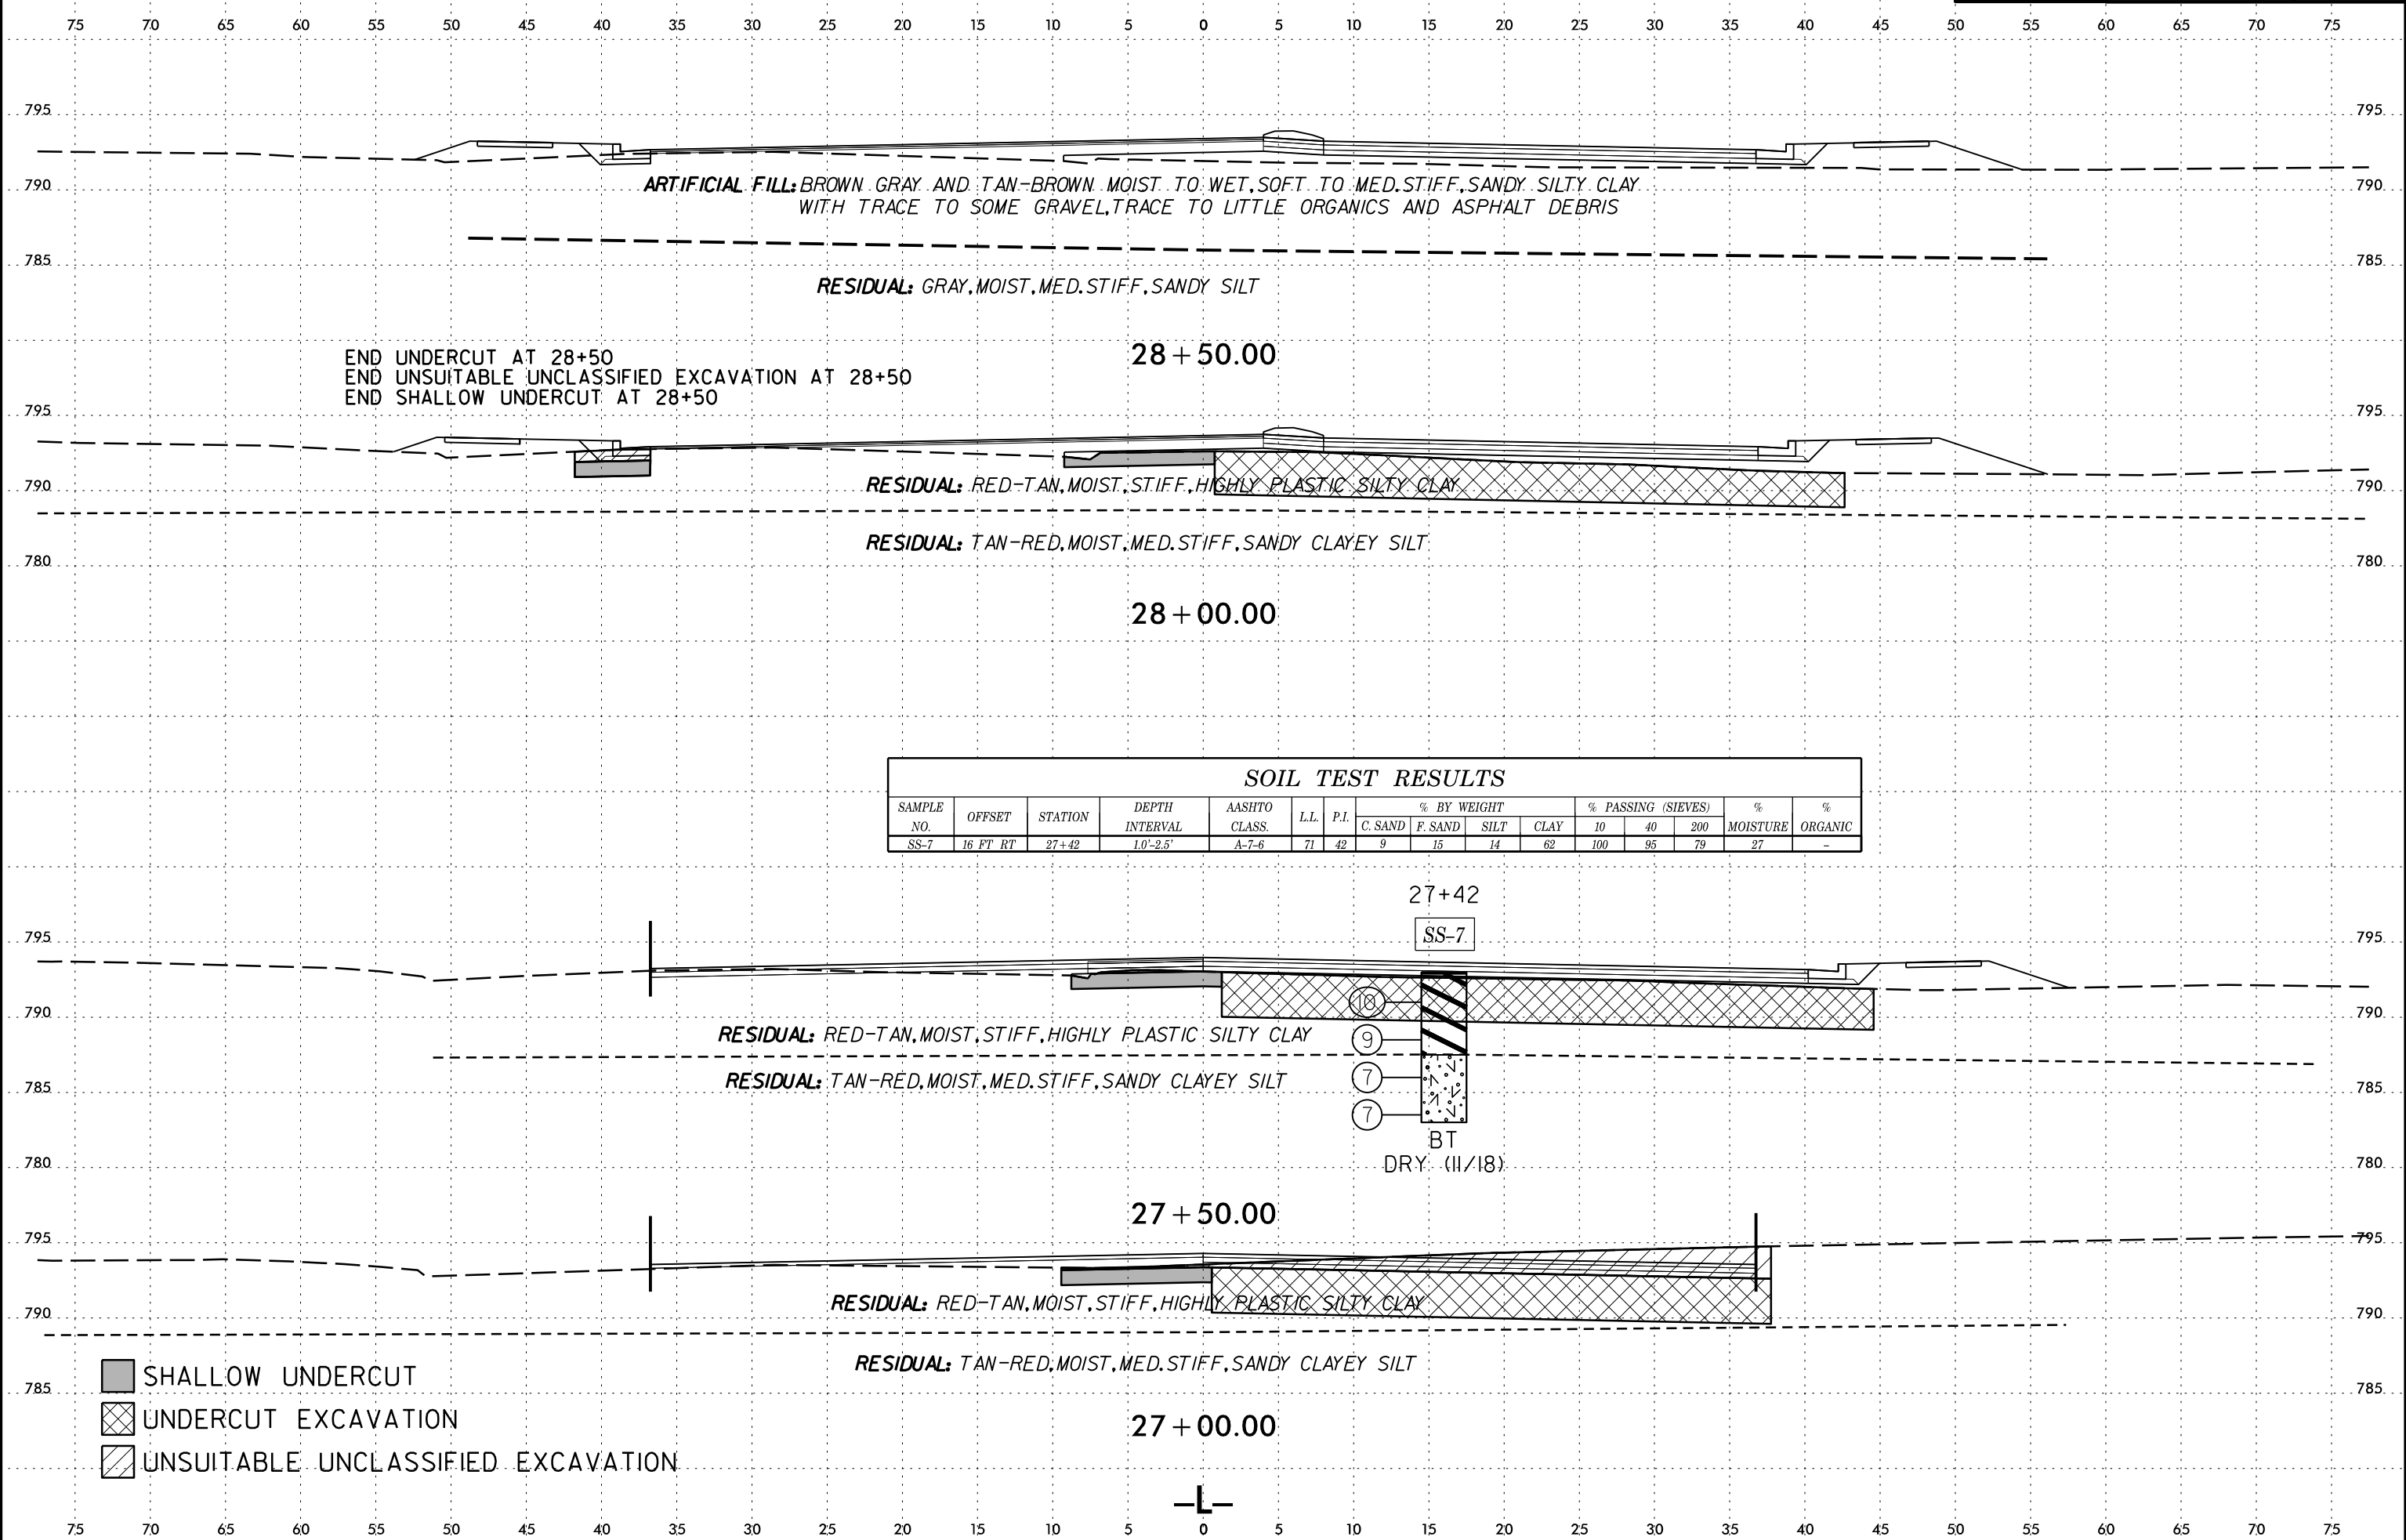 75 70 65 60 55 50 45 40 35 30 25 20 10 5 0 5 10 15 20 25 30 35 40 45 50 55 60 65 70 75
795 795
790 ARTIFICIAL FILL: BROWN GRAY AND TAN-BROWN MOIST TO WET, SOFT TO MED. STIFF, SANDY SILTY CLAY 790
WITH TRACE TO SOME GRAVEL, TRACE TO LITTLE ORGANICS AND ASPHALT DEBRIS
785 785
RESIDUAL: GRAY, MOIST, MED. STIFF, SANDY SILT
28+50.00
END UNDERCUT AT 28+50
END UNSUITABLE UNCLASSIFIED EXCAVATION AT 28+50
END SHALLOW UNDERCUT AT 28+50
795 795
790 RESIDUAL: RED-TAN, MOIST, STIFF, HIGHLY PLASTIC SILTY CLAY 790
RESIDUAL: TAN-RED, MOIST, MED. STIFF, SANDY CLAYEY SILT
780 780
28+00.00
SOIL TEST RESULTS
SAMPLE NO. OFFSET STATION DEPTH INTERVAL AASHTO CLASS. L.L. P.I. % BY WEIGHT C. SAND F. SAND SILT CLAY % PASSING (SIEVES) 10 40 200 % MOISTURE % ORGANIC
SS-7 16 FT RT 27+42 1.0'-2.5' A-7-6 71 42 9 15 14 62 100 95 79 27 -
27+42
SS-7
795 795
790 10 790
RESIDUAL: RED-TAN, MOIST, STIFF, HIGHLY PLASTIC SILTY CLAY 9
RESIDUAL: TAN-RED, MOIST, MED. STIFF, SANDY CLAYEY SILT 7
785 785
7
BT
DRY (11/18)
780 780
27+50.00
795 795
RESIDUAL: RED-TAN, MOIST, STIFF, HIGHLY PLASTIC SILTY CLAY
790 790
RESIDUAL: TAN-RED, MOIST, MED. STIFF, SANDY CLAYEY SILT
SHALLOW UNDERCUT
785 785
UNDERCUT EXCAVATION
27+00.00
UNSUITABLE UNCLASSIFIED EXCAVATION
-L-
75 70 65 60 55 50 45 40 35 30 25 20 10 5 0 5 10 15 20 25 30 35 40 45 50 55 60 65 70 75